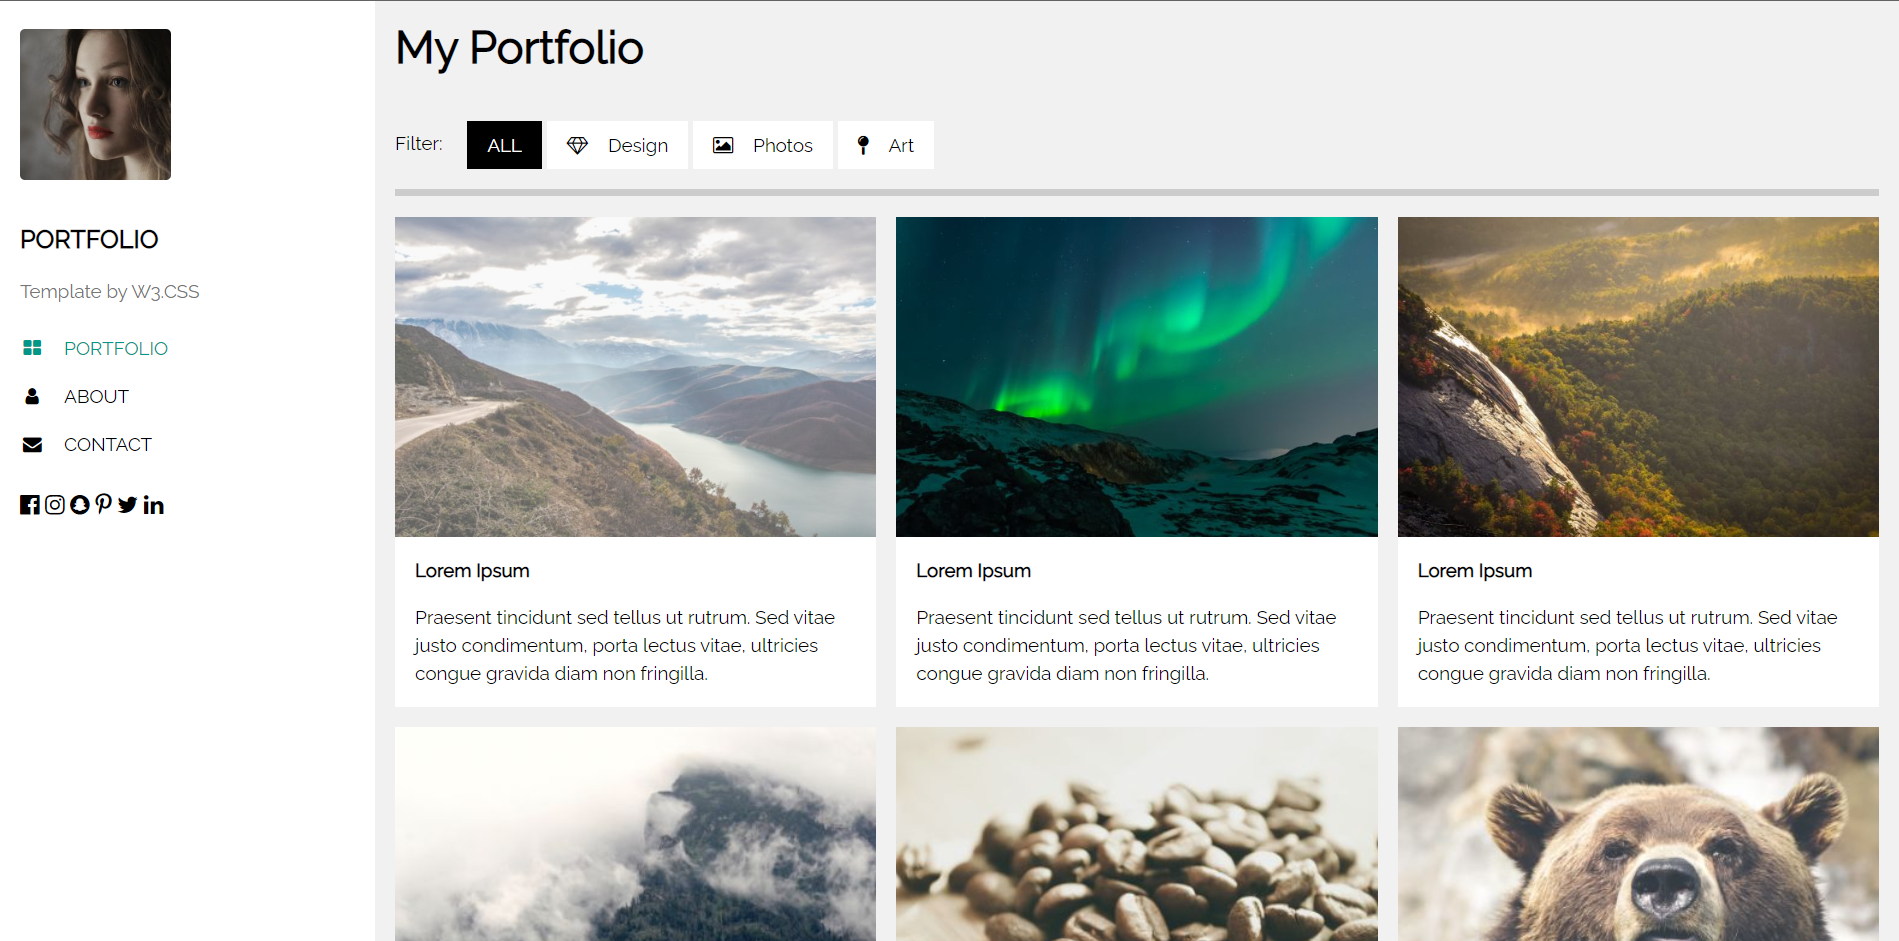 PORTFOLIO
Template by W3.CSS
PORTFOLIO
ABOUT
CONTACT
My Portfolio
Filter: ALL Design Photos Art
Lorem Ipsum
Praesent tincidunt sed tellus ut rutrum. Sed vitae
justo condimentum, porta lectus vitae, ultricies
congue gravida diam non fringilla.
Lorem Ipsum
Praesent tincidunt sed tellus ut rutrum. Sed vitae
justo condimentum, porta lectus vitae, ultricies
congue gravida diam non fringilla.
Lorem Ipsum
Praesent tincidunt sed tellus ut rutrum. Sed vitae
justo condimentum, porta lectus vitae, ultricies
congue gravida diam non fringilla.